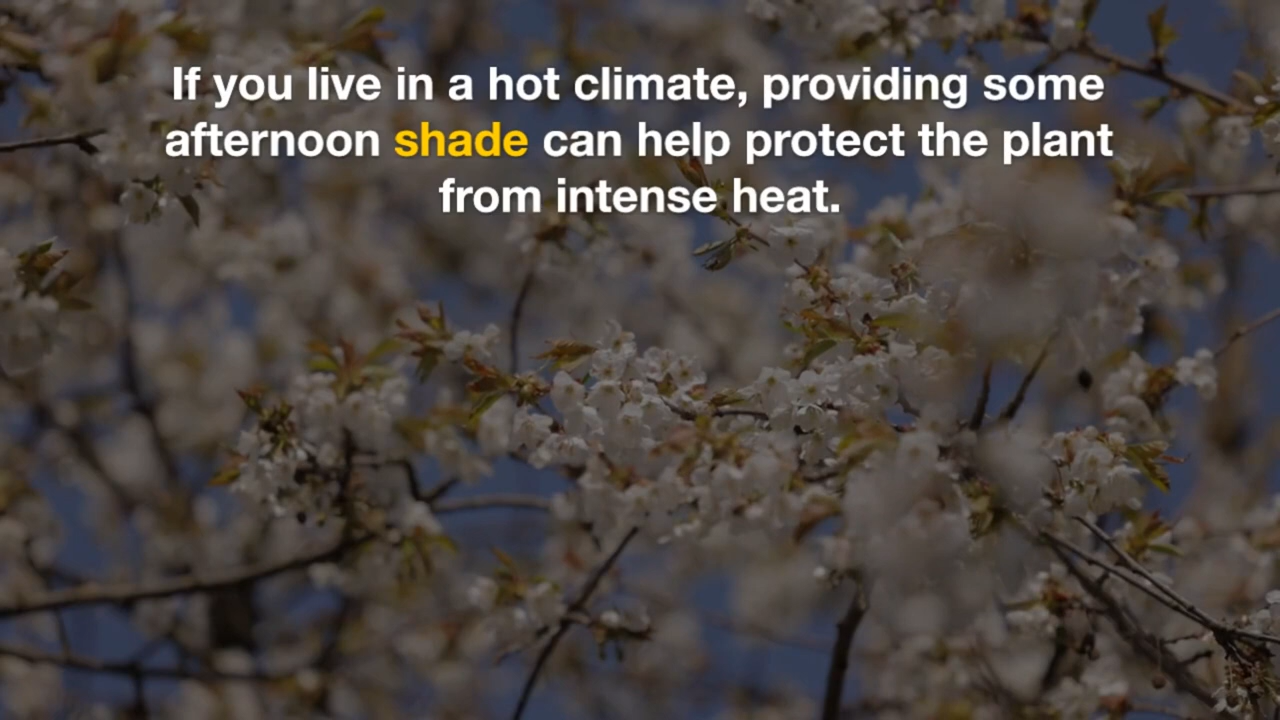 If you live in a hot climate, providing some
afternoon shade can help protect the plant
from intense heat.